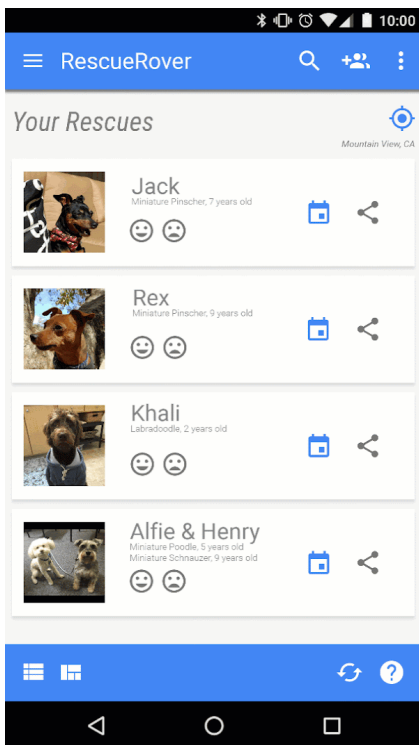 10:00
RescueRover
Your Rescues
Mountain View, CA
Jack
Miniature Pinscher, 7 years old
Rex
Miniature Pinscher, 9 years old
Khali
Labradoodle, 2 years old
Alfie & Henry
Miniature Poodle, 5 years old
Miniature Schnauzer, 9 years old